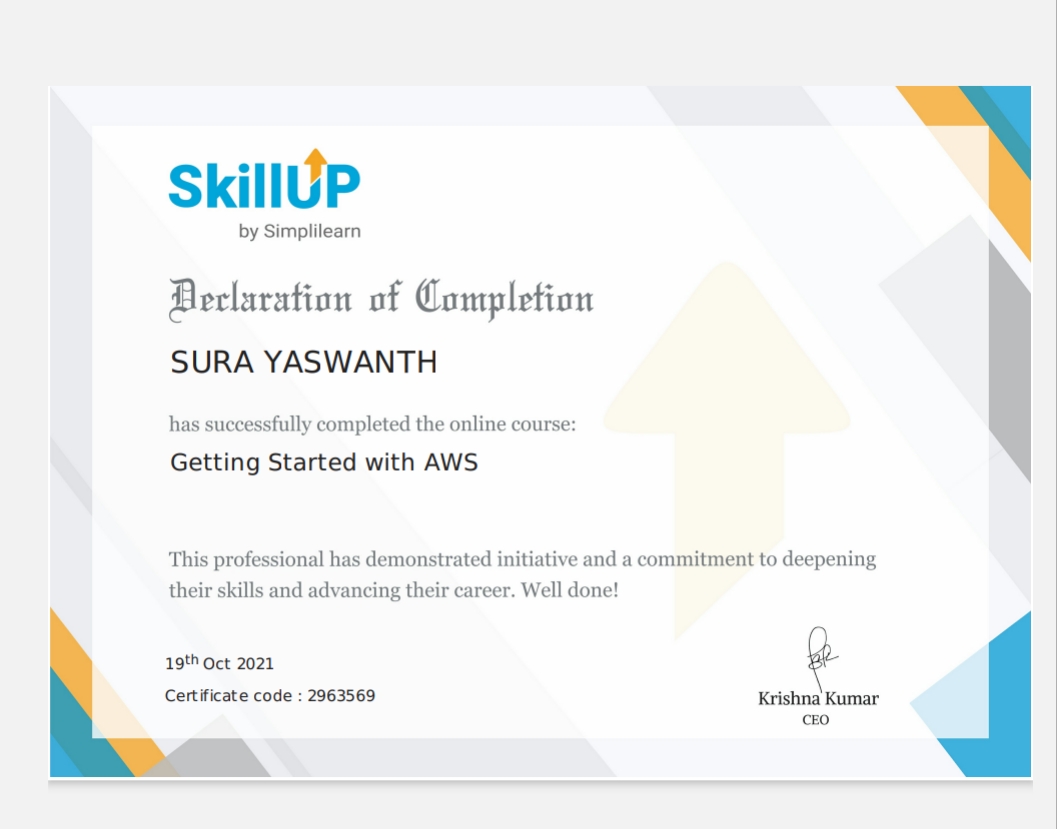 SkillUP
by Simplilearn
Declaration of Completion
SURA YASWANTH
has successfully completed the online course:
Getting Started with AWS
This professional has demonstrated initiative and a commitment to deepening
their skills and advancing their career. Well done!
19th Oct 2021
Certificate code : 2963569
Krishna Kumar
CEO